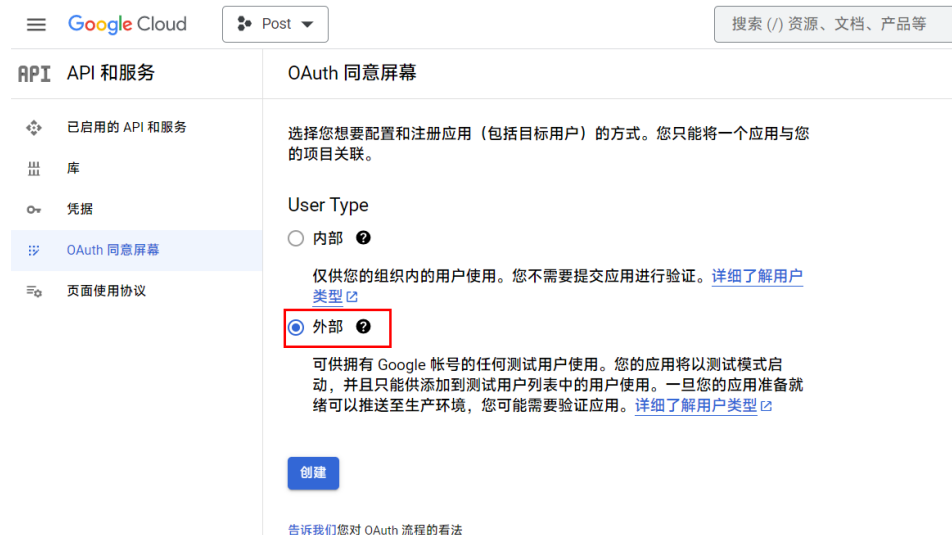 Google Cloud
Post
搜索 (/) 资源、文档、产品等
API
API 和服务
OAuth 同意屏幕
已启用的 API 和服务
库
凭据
OAuth 同意屏幕
页面使用协议
选择您想要配置和注册应用（包括目标用户）的方式。您只能将一个应用与您
的项目关联。
User Type
内部
仅供您的组织内的用户使用。您不需要提交应用进行验证。详细了解用户
类型
外部
可供拥有 Google 帐号的任何测试用户使用。您的应用将以测试模式启
动，并且只能供添加到测试用户列表中的用户使用。一旦您的应用准备就
绪可以推送至生产环境，您可能需要验证应用。详细了解用户类型
创建
告诉我们您对 OAuth 流程的看法